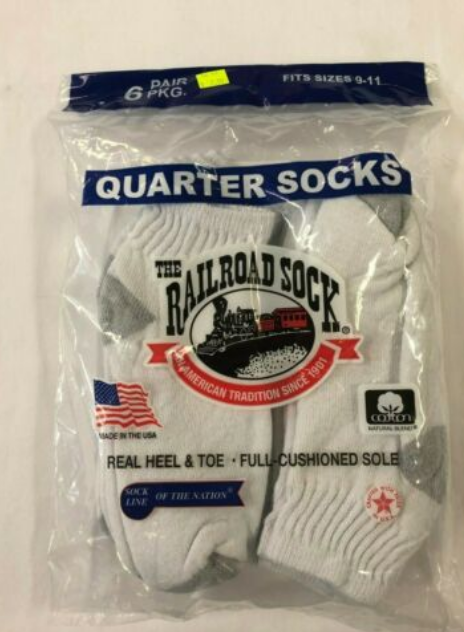 6 PAIR PKG.
FITS SIZES 9-11
QUARTER SOCKS
THE
RAILROAD SOCK®
AN AMERICAN TRADITION SINCE 1901
MADE IN THE USA
COTTON
NATURAL BLEND®
REAL HEEL & TOE • FULL-CUSHIONED SOLE
SOCK LINE OF THE NATION®